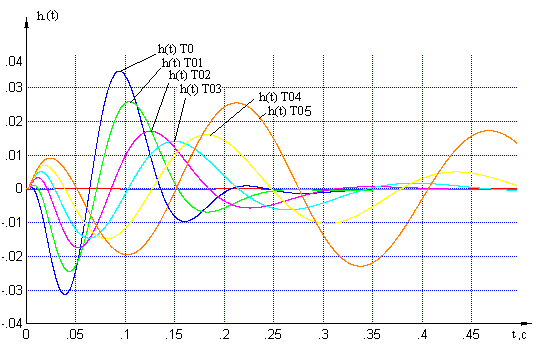 h(t)
.04
h(t) T0
h(t) T01
h(t) T02
.03
h(t) T03
h(t) T04
h(t) T05
.02
.01
0
-.01
-.02
-.03
-.04
0 .05 .1 .15 .2 .25 .3 .35 .4 .45 t,c